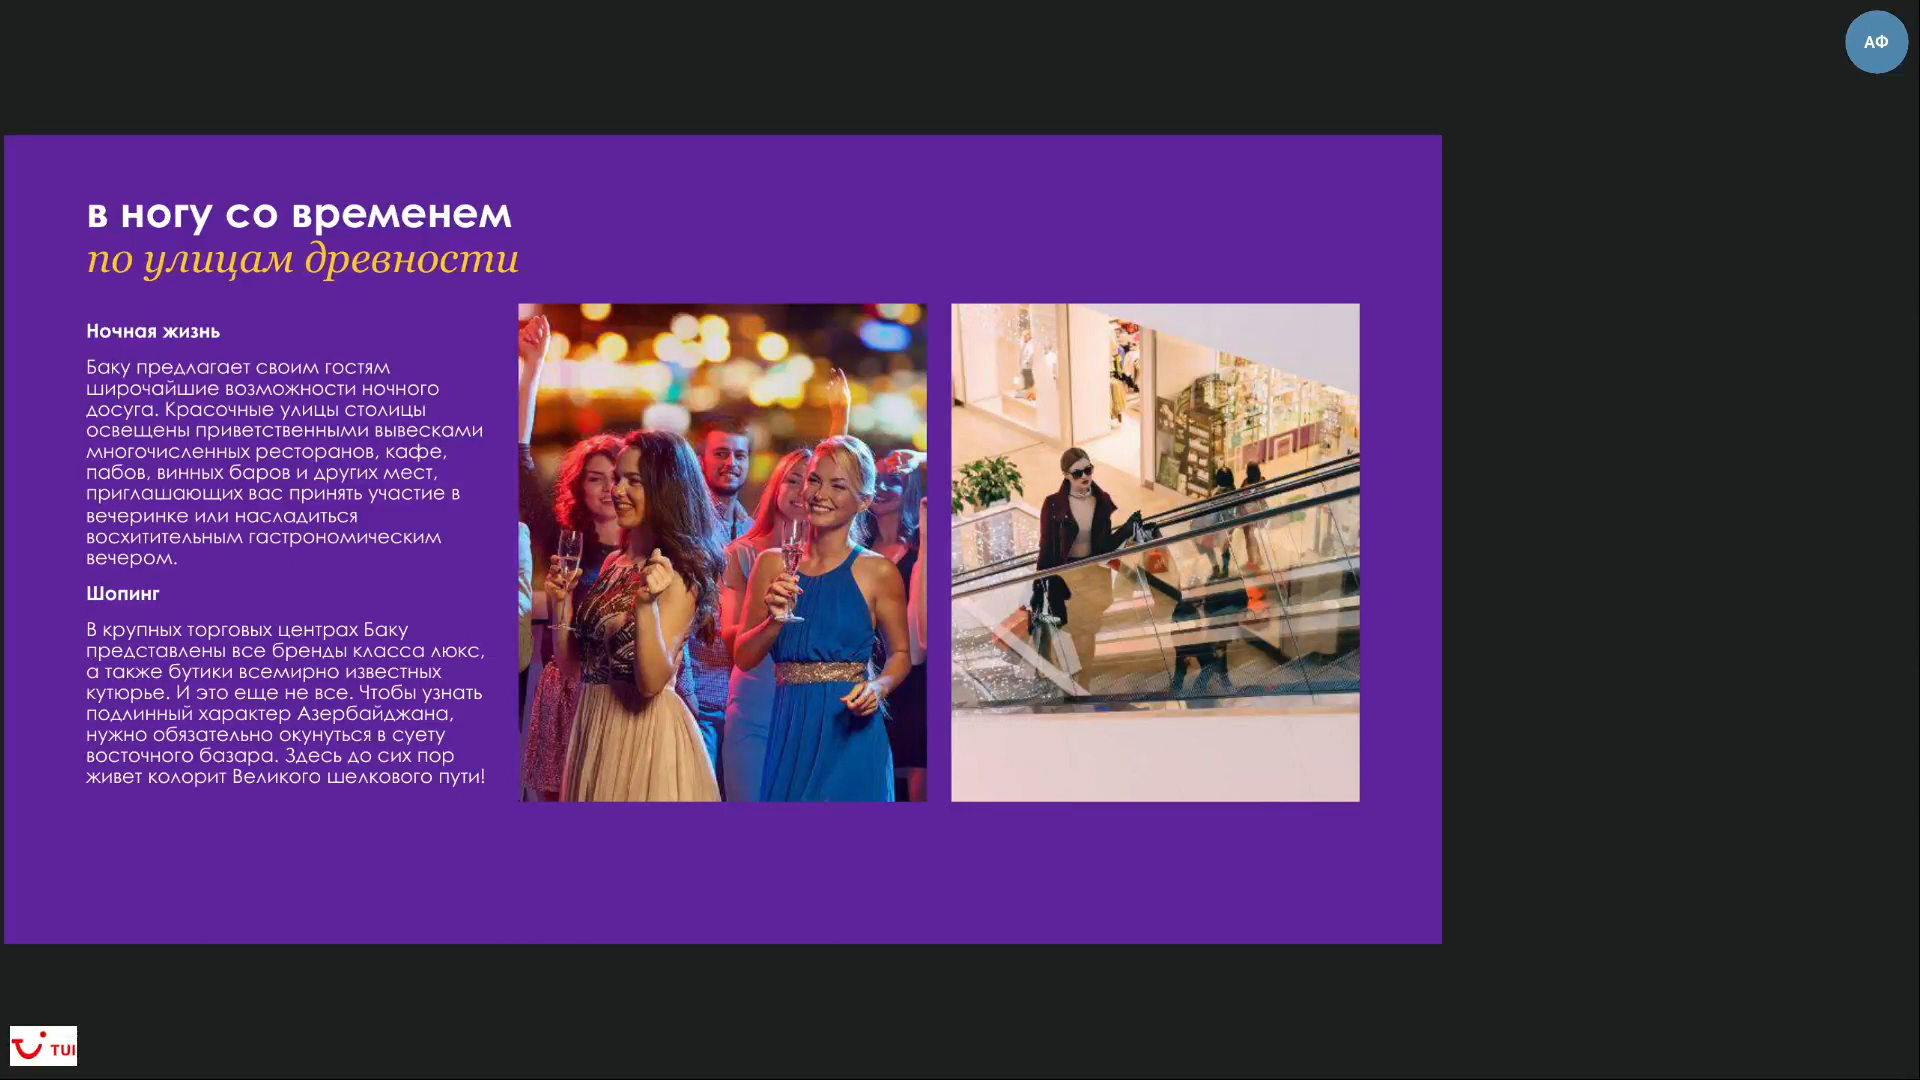 АФ
в ногу со временем
по улицам древности
Ночная жизнь
Баку предлагает своим гостям
широчайшие возможности ночного
досуга. Красочные улицы столицы
освещены приветственными вывесками
многочисленных ресторанов, кафе,
пабов, винных баров и других мест,
приглашающих вас принять участие в
вечеринке или насладиться
восхитительным гастрономическим
вечером.
Шопинг
В крупных торговых центрах Баку
представлены все бренды класса люкс,
а также бутики всемирно известных
кутюрье. И это еще не все. Чтобы узнать
подлинный характер Азербайджана,
нужно обязательно окунуться в суету
восточного базара. Здесь до сих пор
живет колорит Великого шелкового пути!
TUI